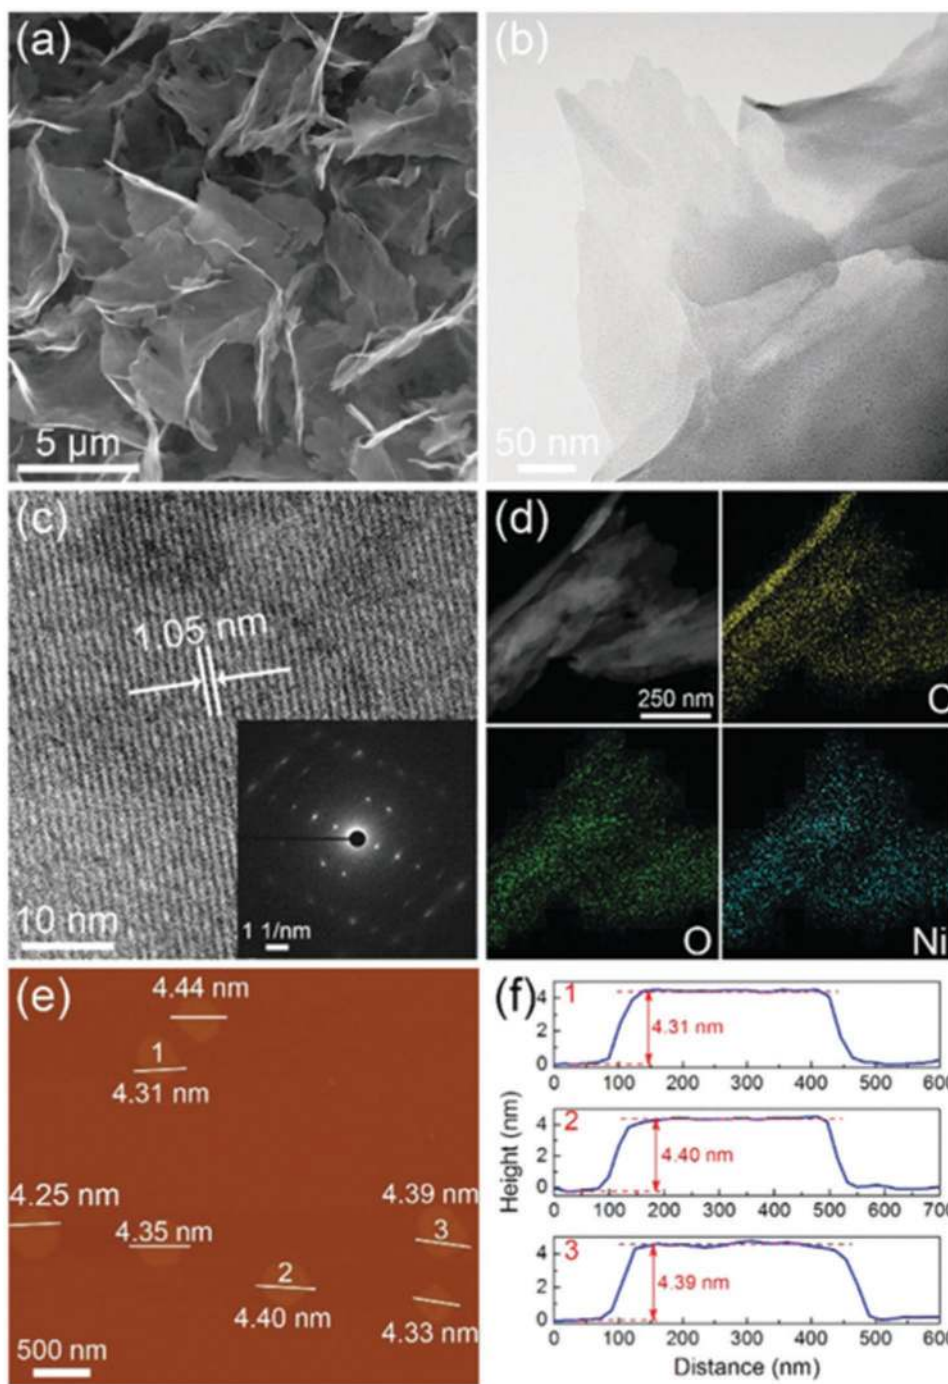 (a)
5 μm
(b)
50 nm
(c)
1.05 nm
10 nm
1 1/nm
(d)
250 nm
C
O
Ni
(e)
4.44 nm
1
4.31 nm
4.25 nm
4.35 nm
4.39 nm
3
2
4.40 nm
4.33 nm
500 nm
(f)
1
4.31 nm
4
2
0
0 100 200 300 400 500 600
2
4.40 nm
4
2
0
0 100 200 300 400 500 600 700
3
4.39 nm
4
2
0
0 100 200 300 400 500 600
Height (nm)
Distance (nm)